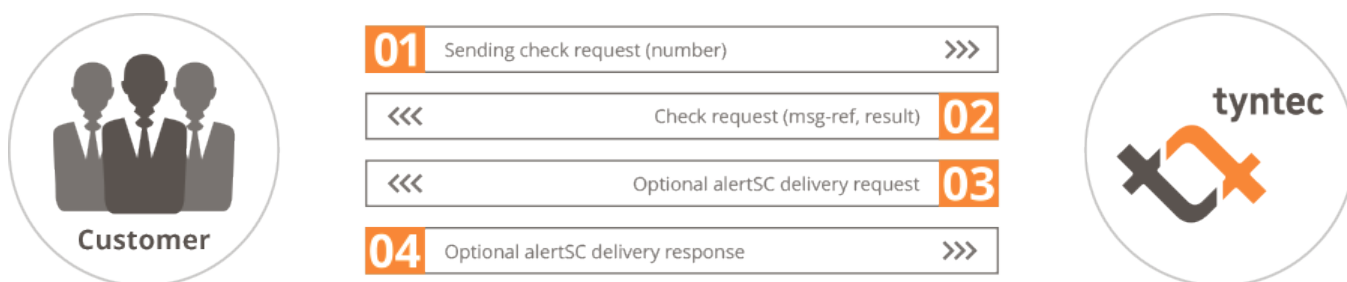 01 Sending check request (number) >>>
<<< Check request (msg-ref, result) 02
<<< Optional alertSC delivery request 03
04 Optional alertSC delivery response >>>
Customer
tyntec